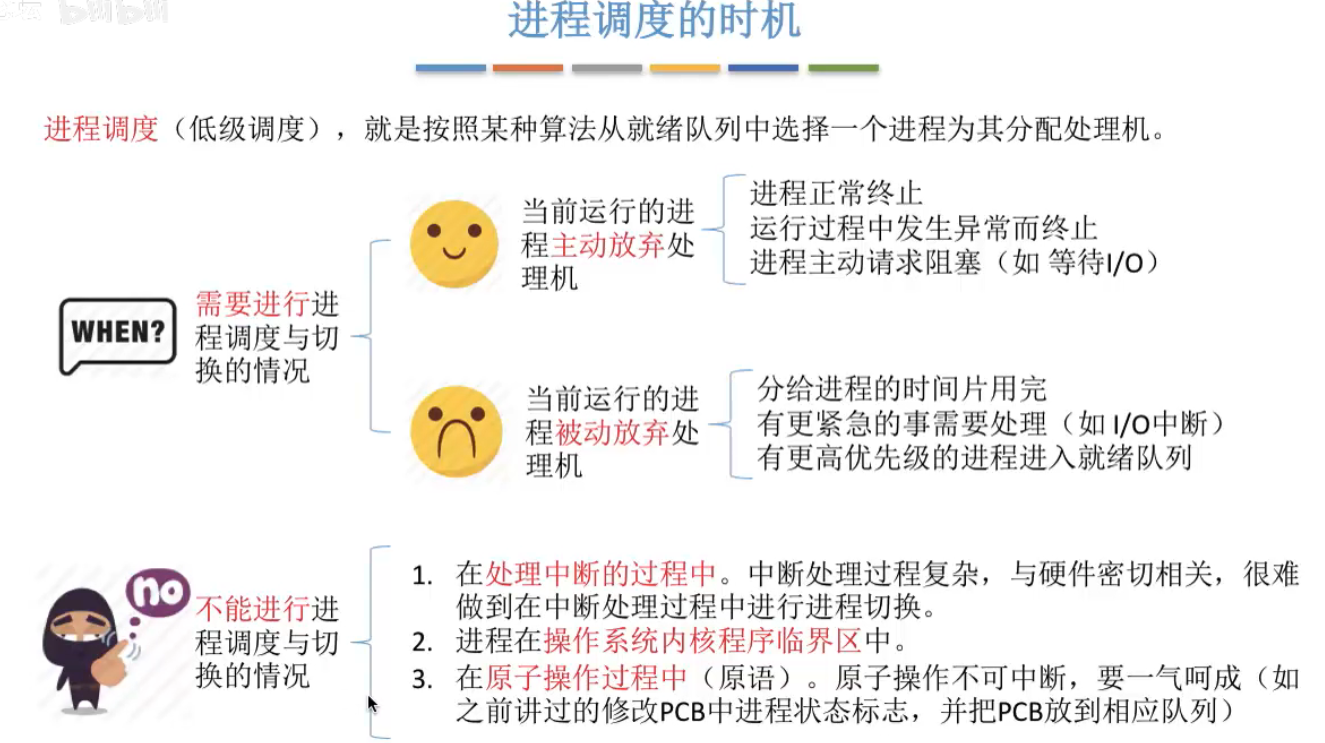 bilibili
进程调度的时机
进程调度（低级调度），就是按照某种算法从就绪队列中选择一个进程为其分配处理机。
WHEN?
需要进行进
程调度与切
换的情况
当前运行的进
程主动放弃处
理机
进程正常终止
运行过程中发生异常而终止
进程主动请求阻塞（如 等待I/O）
当前运行的进
程被动放弃处
理机
分给进程的时间片用完
有更紧急的事需要处理（如 I/O中断）
有更高优先级的进程进入就绪队列
no
不能进行进
程调度与切
换的情况
1. 在处理中断的过程中。中断处理过程复杂，与硬件密切相关，很难
做到在中断处理过程中进行进程切换。
2. 进程在操作系统内核程序临界区中。
3. 在原子操作过程中（原语）。原子操作不可中断，要一气呵成（如
之前讲过的修改PCB中进程状态标志，并把PCB放到相应队列）